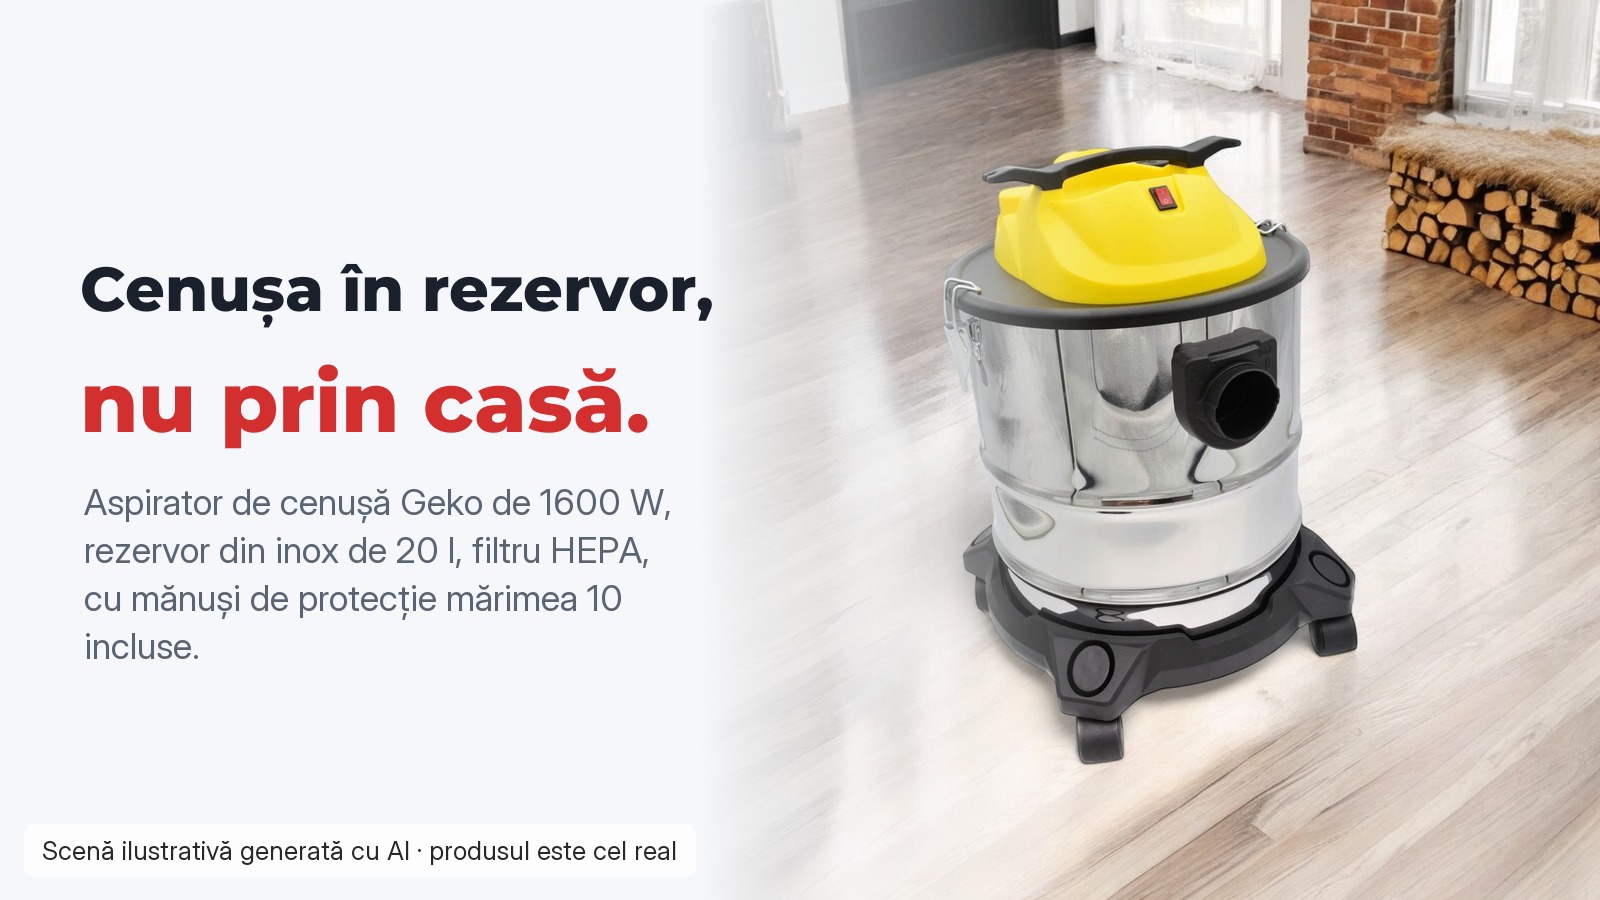 Cenușa în rezervor,
nu prin casă.
Aspirator de cenușă Geko de 1600 W,
rezervor din inox de 20 l, filtru HEPA,
cu mănuși de protecție mărimea 10
incluse.
Scenă ilustrativă generată cu AI · produsul este cel real